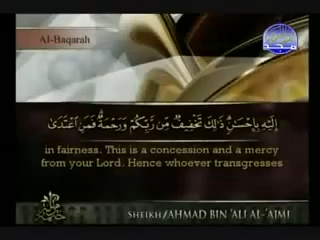 Al-Baqarah
إِلَيْهِ بِإِحْسَٰنٍ ذَٰلِكَ تَخْفِيفٌ مِّن رَّبِّكُمْ وَرَحْمَةٌ فَمَنِ ٱعْتَدَىٰ
in fairness. This is a concession and a mercy
from your Lord. Hence whoever transgresses
SHEIKH/AHMAD BIN 'ALI AL-'AJMI